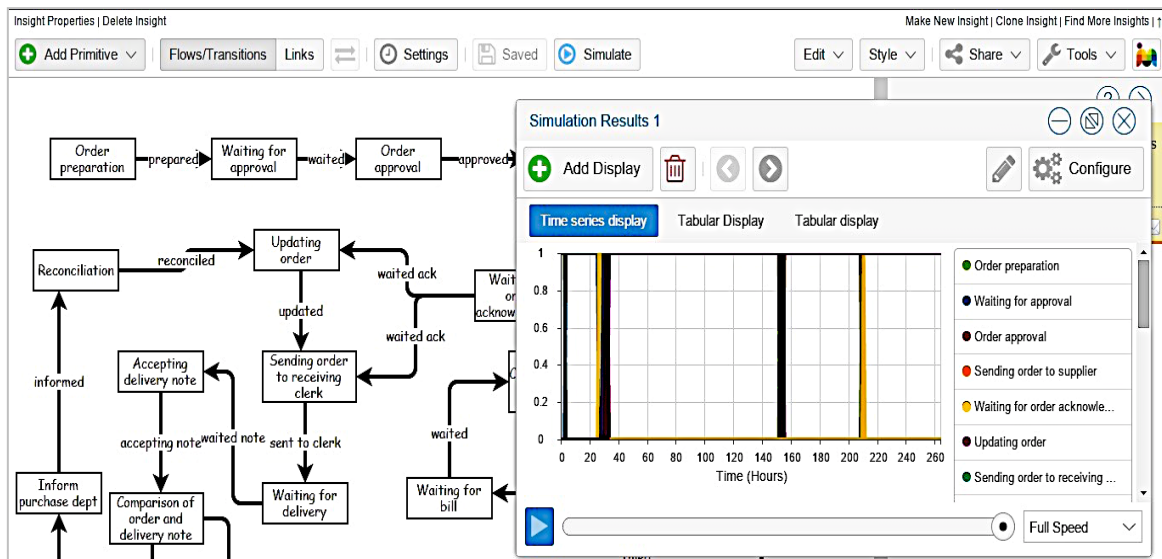 Insight Properties | Delete Insight
Make New Insight | Clone Insight | Find More Insights | ↑
Add Primitive
Flows/Transitions
Links
Settings
Saved
Simulate
Edit
Style
Share
Tools
Order
preparation
prepared
Waiting for
approval
waited
Order
approval
approved
Reconciliation
reconciled
Updating
order
waited ack
updated
waited ack
informed
Accepting
delivery note
Sending order
to receiving
clerk
accepting note
waited note
sent to clerk
waited
Inform
purchase dept
Comparison of
order and
delivery note
Waiting for
delivery
Waiting for
bill
Simulation Results 1
Add Display
Configure
Time series display
Tabular Display
Tabular display
1
0.8
0.6
0.4
0.2
0
0 20 40 60 80 100 120 140 160 180 200 220 240 260
Time (Hours)
Order preparation
Waiting for approval
Order approval
Sending order to supplier
Waiting for order acknowle...
Updating order
Sending order to receiving ...
Full Speed